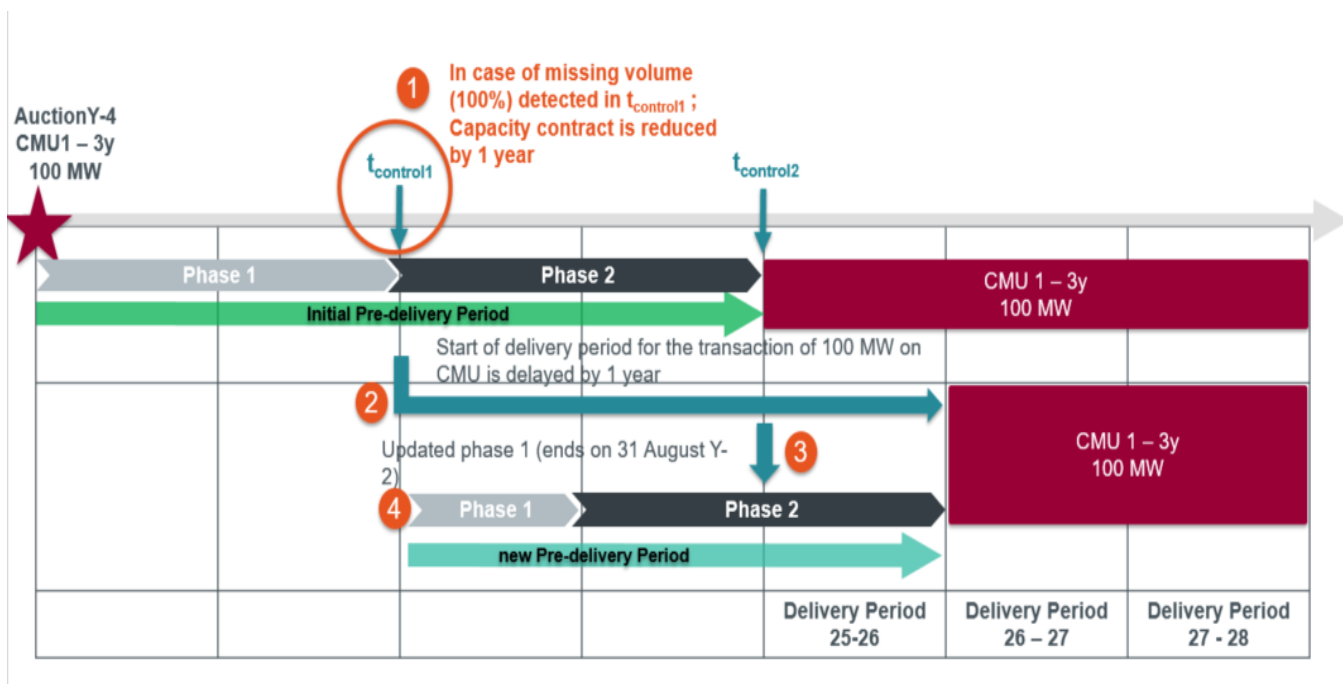 AuctionY-4
CMU1 – 3y
100 MW
1
In case of missing volume
(100%) detected in tcontrol1 ;
Capacity contract is reduced
by 1 year
tcontrol1
tcontrol2
Phase 1
Phase 2
CMU 1 – 3y
100 MW
Initial Pre-delivery Period
Start of delivery period for the transaction of 100 MW on
CMU is delayed by 1 year
2
3
CMU 1 – 3y
100 MW
Updated phase 1 (ends on 31 August Y-
2)
4
Phase 1
Phase 2
new Pre-delivery Period
Delivery Period
25-26
Delivery Period
26 – 27
Delivery Period
27 - 28